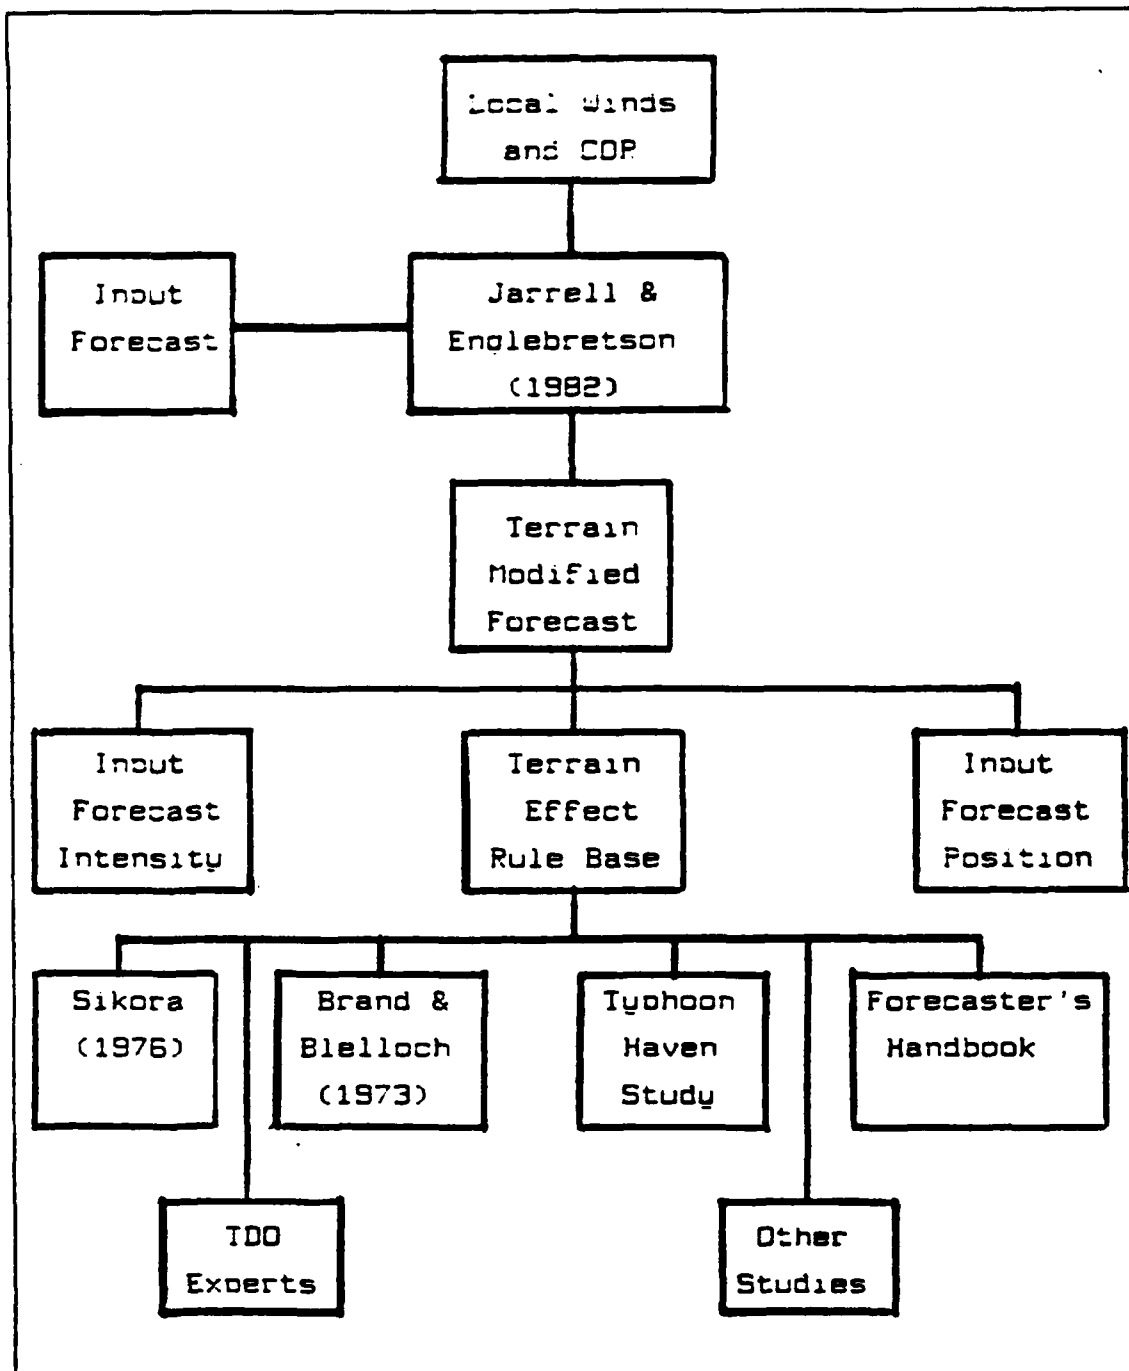 Local Winds
and COR
Input
Forecast
Jarrell &
Englebretson
(1982)
Terrain
Modified
Forecast
Input
Forecast
Intensity
Terrain
Effect
Rule Base
Input
Forecast
Position
Sikora
(1976)
Brand &
Blelloch
(1973)
Typhoon
Haven
Study
Forecaster's
Handbook
TDO
Experts
Other
Studies